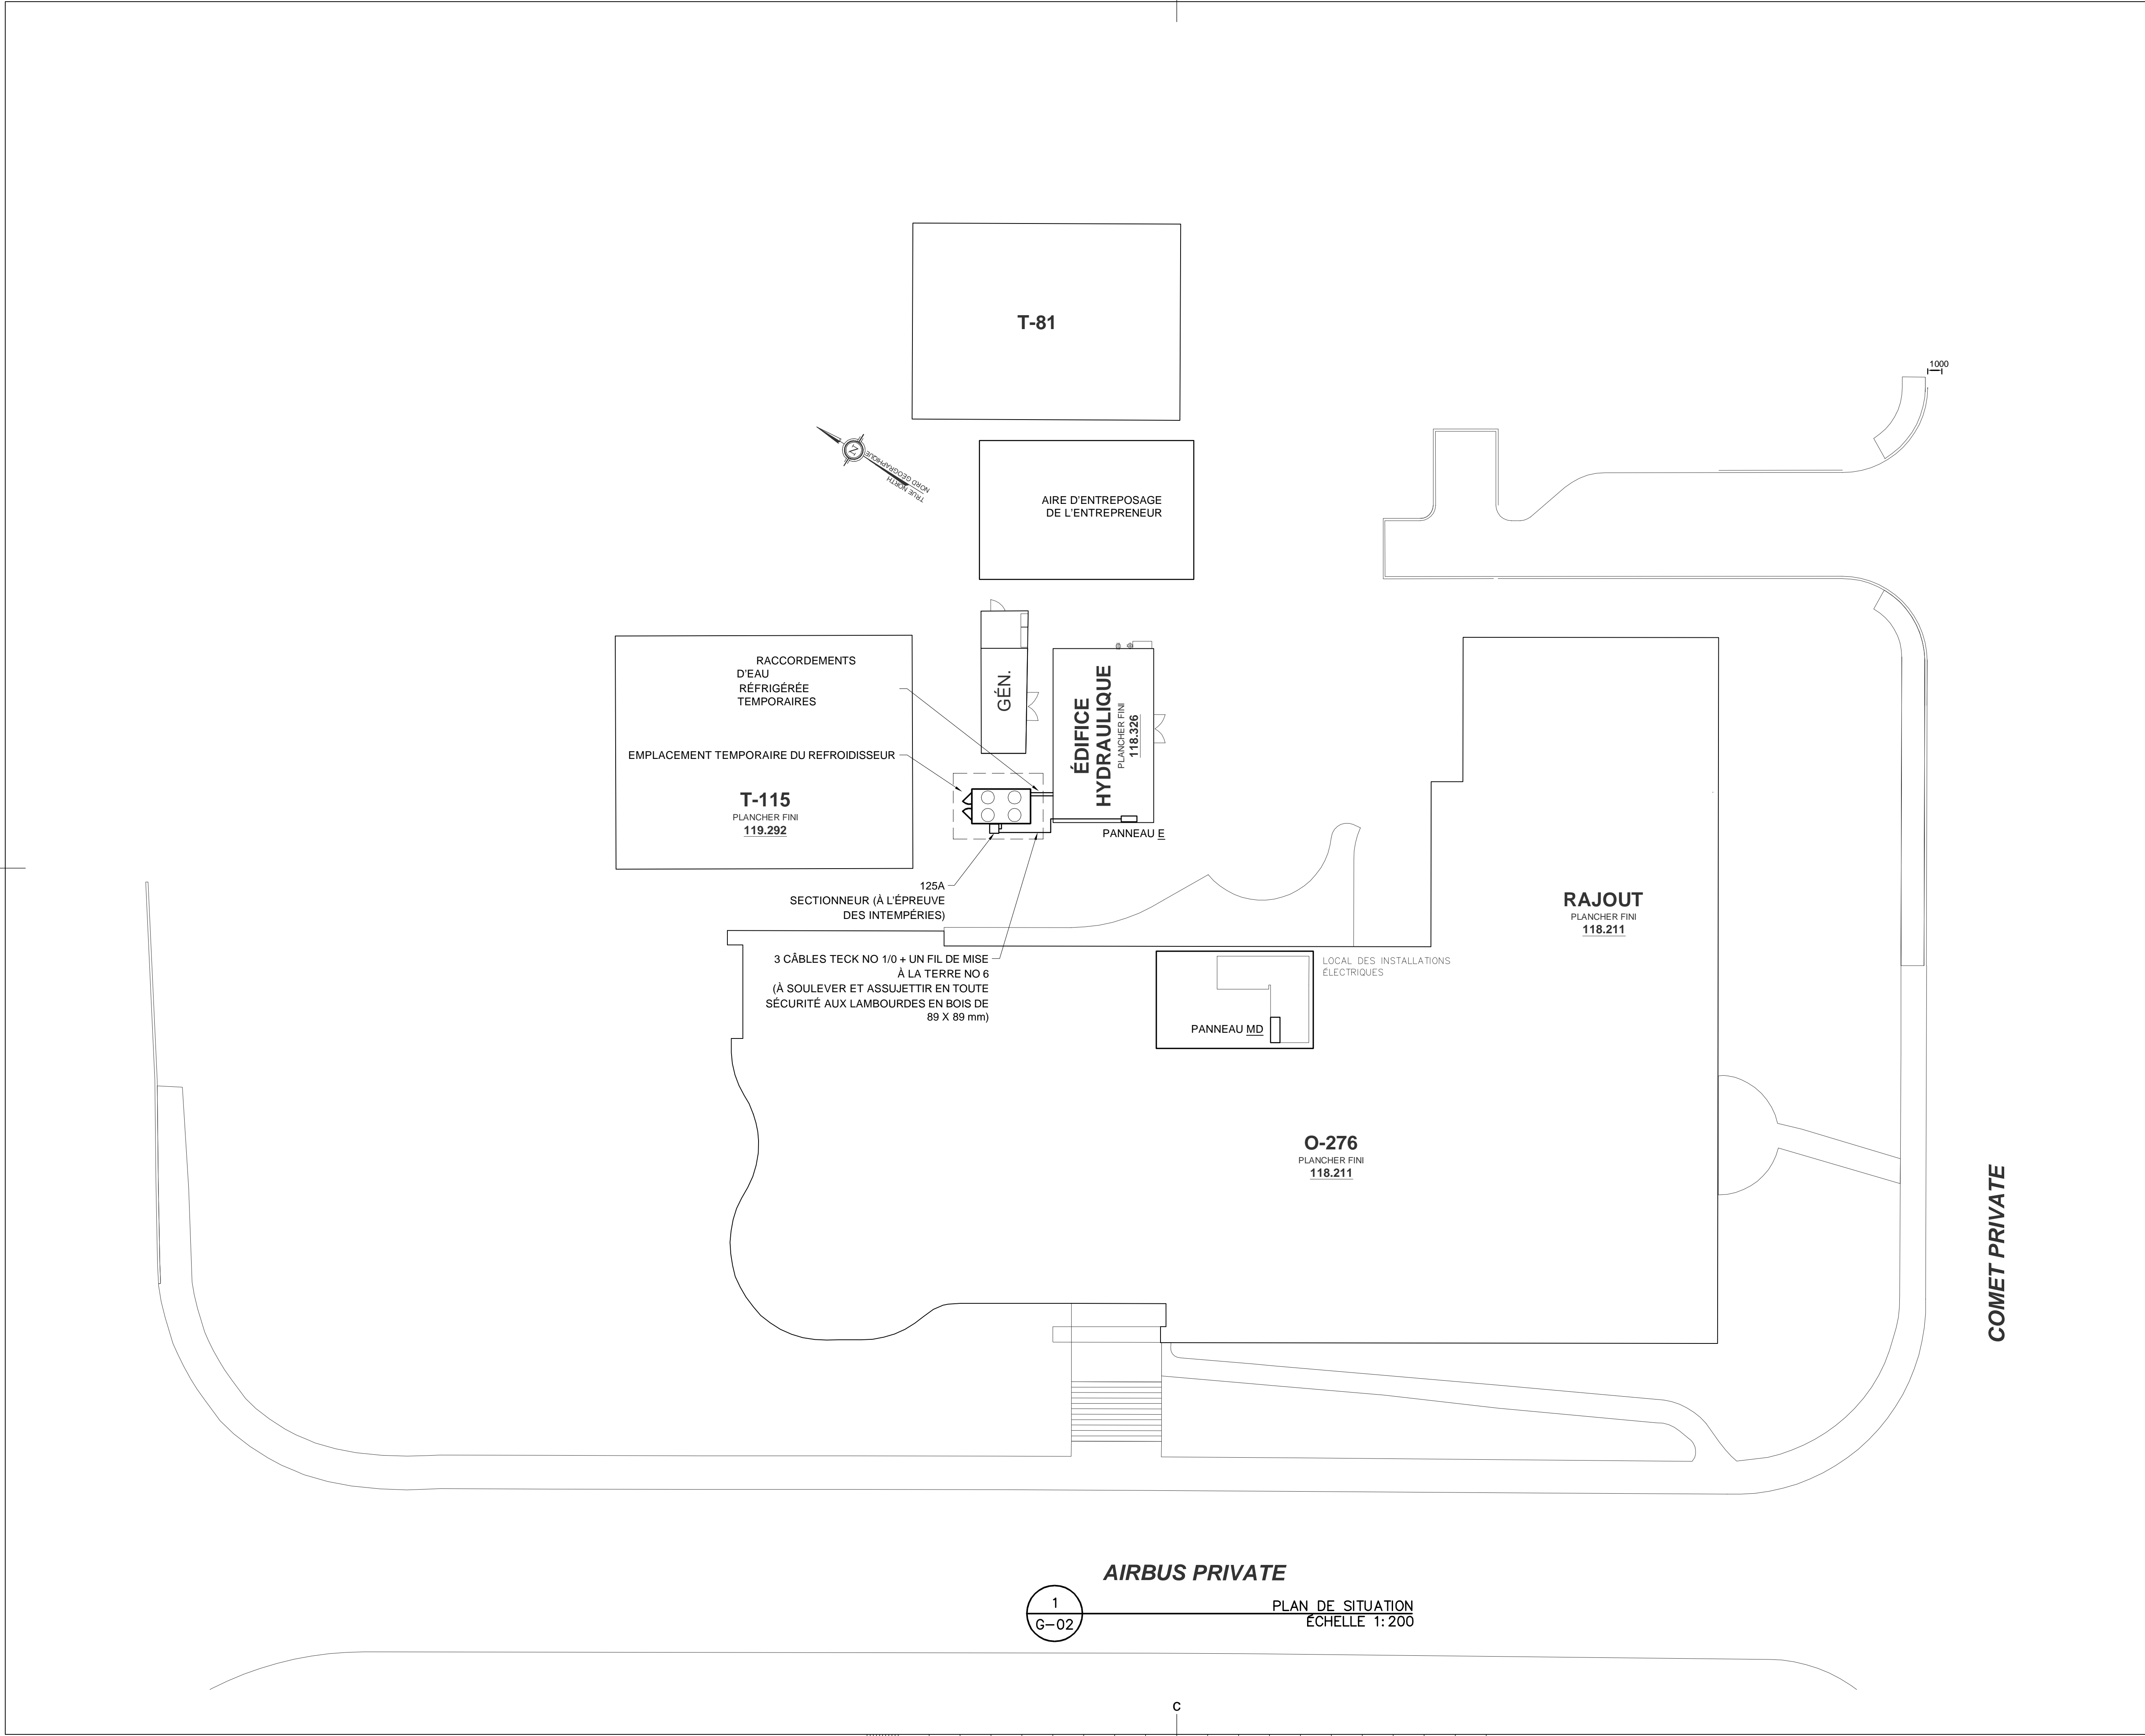 T-81
1000
NORD GEOGRAPHIQUE
TRUE NORTH
N
AIRE D'ENTREPOSAGE
DE L'ENTREPRENEUR
RACCORDEMENTS
D'EAU
RÉFRIGÉRÉE
TEMPORAIRES
EMPLACEMENT TEMPORAIRE DU REFROIDISSEUR
T-115
PLANCHER FINI
119.292
GÉN.
ÉDIFICE
HYDRAULIQUE
PLANCHER FINI
118.326
PANNEAU E
125A
SECTIONNEUR (À L'ÉPREUVE
DES INTEMPÉRIES)
3 CÂBLES TECK NO 1/0 + UN FIL DE MISE
À LA TERRE NO 6
(À SOULEVER ET ASSUJETTIR EN TOUTE
SÉCURITÉ AUX LAMBOURDES EN BOIS DE
89 X 89 mm)
RAJOUT
PLANCHER FINI
118.211
LOCAL DES INSTALLATIONS
ÉLECTRIQUES
PANNEAU MD
O-276
PLANCHER FINI
118.211
COMET PRIVATE
AIRBUS PRIVATE
1
G-02
PLAN DE SITUATION
ÉCHELLE 1:200
C